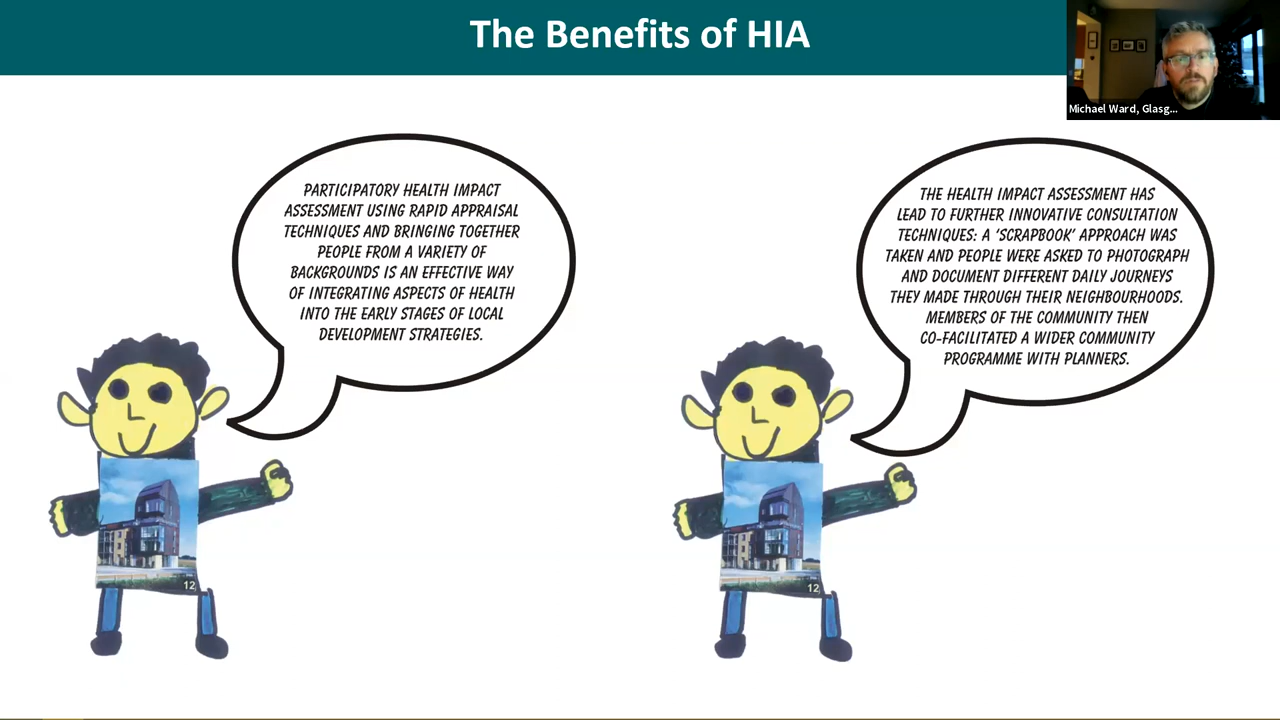 The Benefits of HIA
Michael Ward, Glasg...
PARTICIPATORY HEALTH IMPACT
ASSESSMENT USING RAPID APPRAISAL
TECHNIQUES AND BRINGING TOGETHER
PEOPLE FROM A VARIETY OF
BACKGROUNDS IS AN EFFECTIVE WAY
OF INTEGRATING ASPECTS OF HEALTH
INTO THE EARLY STAGES OF LOCAL
DEVELOPMENT STRATEGIES.
THE HEALTH IMPACT ASSESSMENT HAS
LEAD TO FURTHER INNOVATIVE CONSULTATION
TECHNIQUES: A ‘SCRAPBOOK’ APPROACH WAS
TAKEN AND PEOPLE WERE ASKED TO PHOTOGRAPH
AND DOCUMENT DIFFERENT DAILY JOURNEYS
THEY MADE THROUGH THEIR NEIGHBOURHOODS.
MEMBERS OF THE COMMUNITY THEN
CO-FACILITATED A WIDER COMMUNITY
PROGRAMME WITH PLANNERS.
12
12